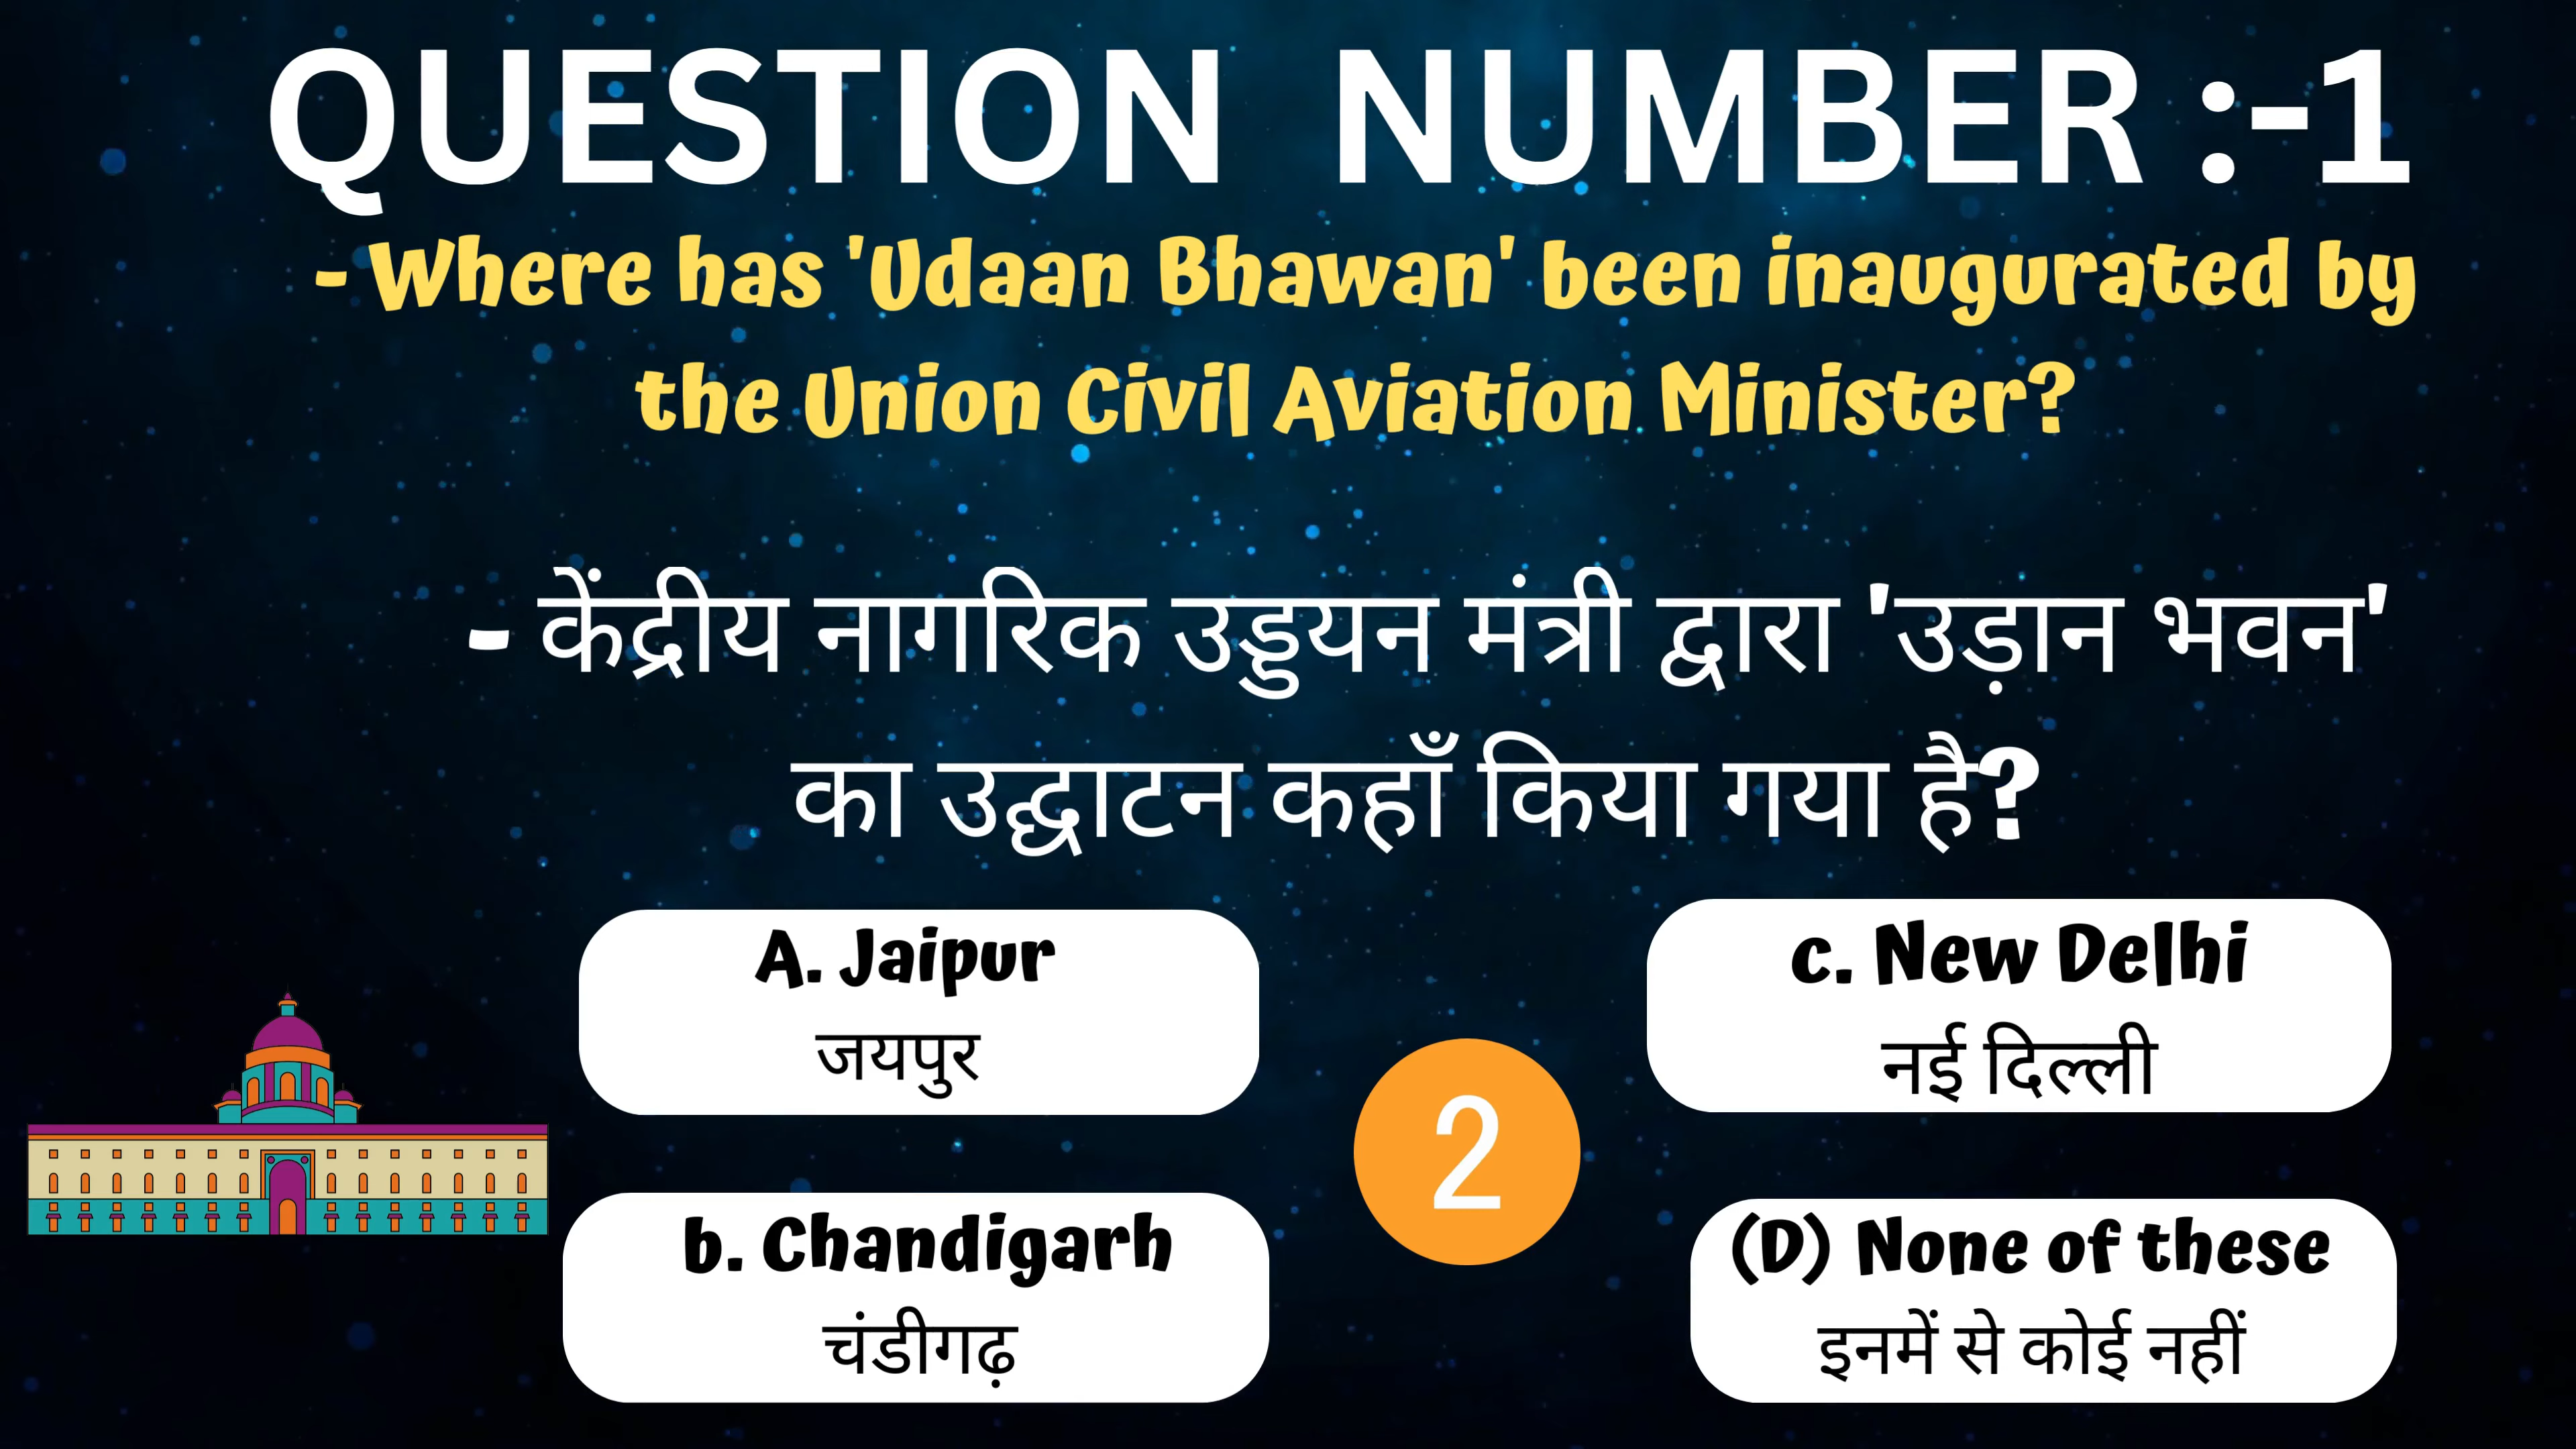 QUESTION NUMBER :-1
- Where has 'Udaan Bhawan' been inaugurated by
the Union Civil Aviation Minister?
- केंद्रीय नागरिक उड्डयन मंत्री द्वारा 'उड़ान भवन'
का उद्घाटन कहाँ किया गया है?
A. Jaipur
जयपुर
c. New Delhi
नई दिल्ली
2
b. Chandigarh
चंडीगढ़
(D) None of these
इनमें से कोई नहीं